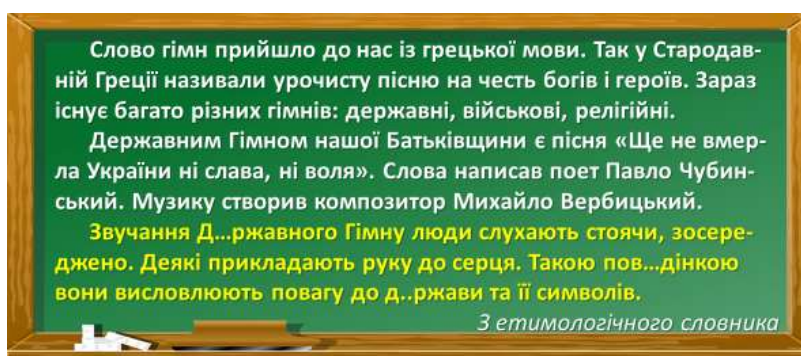 Слово гімн прийшло до нас із грецької мови. Так у Стародав-
ній Греції називали урочисту пісню на честь богів і героїв. Зараз
існує багато різних гімнів: державні, військові, релігійні.
Державним Гімном нашої Батьківщини є пісня «Ще не вмер-
ла України ні слава, ні воля». Слова написав поет Павло Чубин-
ський. Музику створив композитор Михайло Вербицький.
Звучання Д...ржавного Гімну люди слухають стоячи, зосере-
джено. Деякі прикладають руку до серця. Такою пов...дінкою
вони висловлюють повагу до д..ржави та її символів.
З етимологічного словника